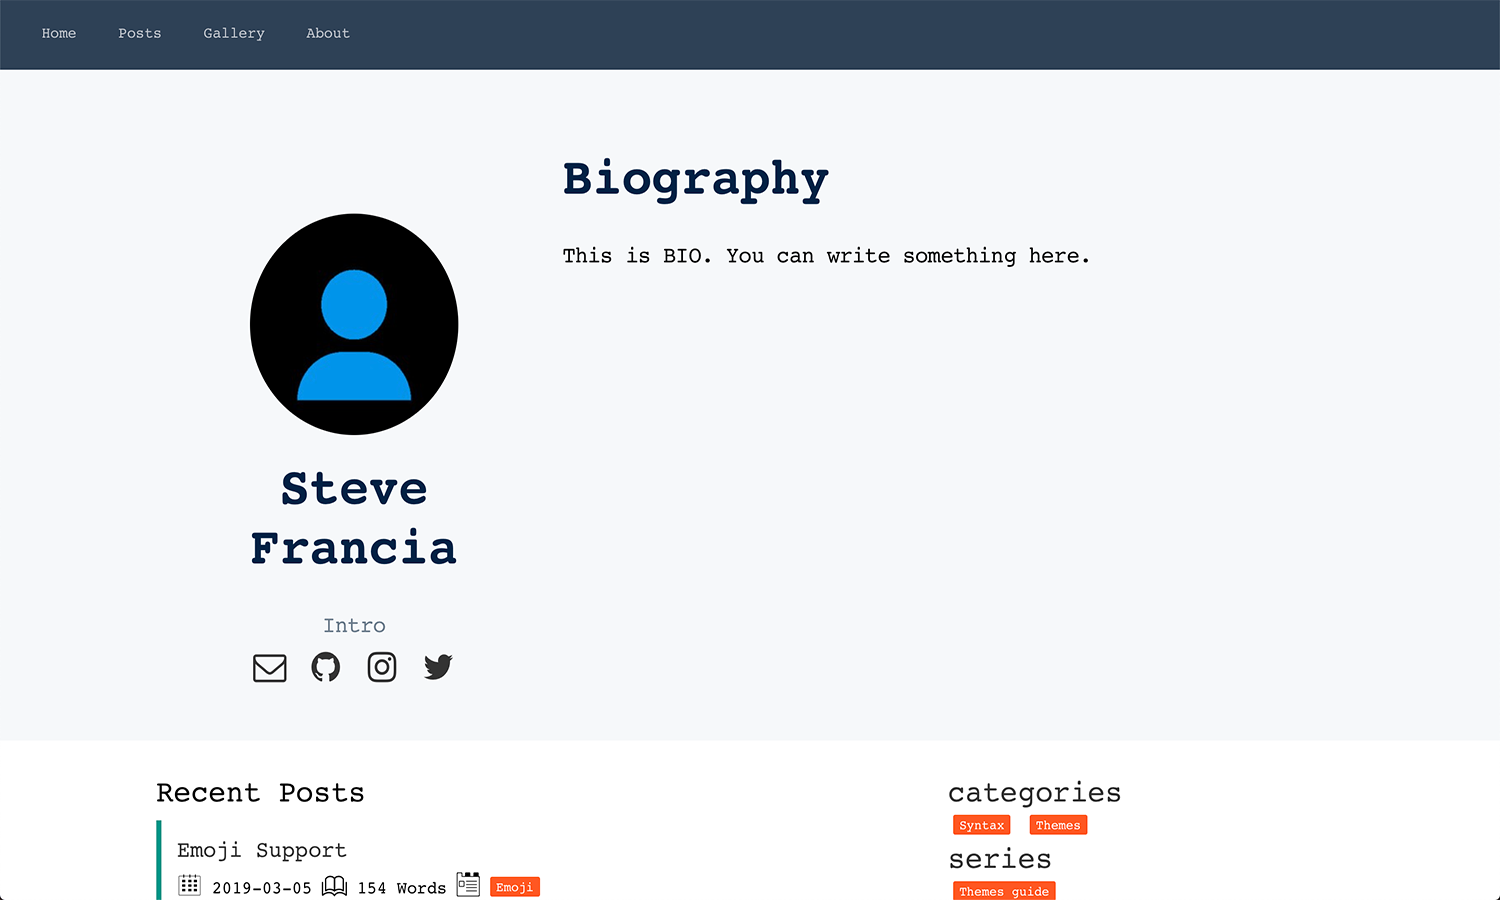 Home Posts Gallery About
Biography
This is BIO. You can write something here.
Steve
Francia
Intro
Recent Posts
Emoji Support
2019-03-05 154 Words Emoji
categories
Syntax Themes
series
Themes guide